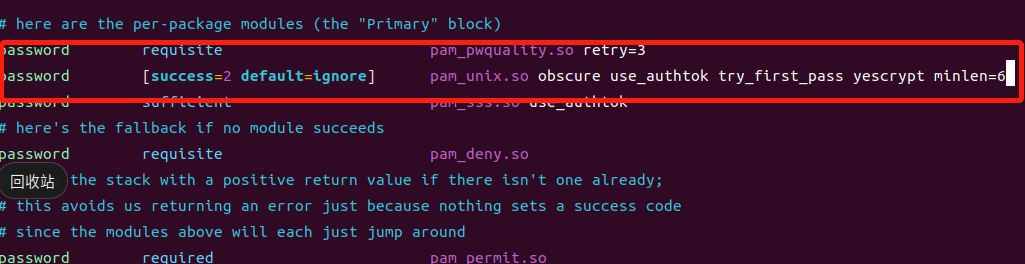 # here are the per-package modules (the "Primary" block)
password requisite pam_pwquality.so retry=3
password [success=2 default=ignore] pam_unix.so obscure use_authtok try_first_pass yescrypt minlen=6
password sufficient pam_sss.so use_authtok
# here's the fallback if no module succeeds
password requisite pam_deny.so
回收站 the stack with a positive return value if there isn't one already;
# this avoids us returning an error just because nothing sets a success code
# since the modules above will each just jump around
password required pam_permit.so